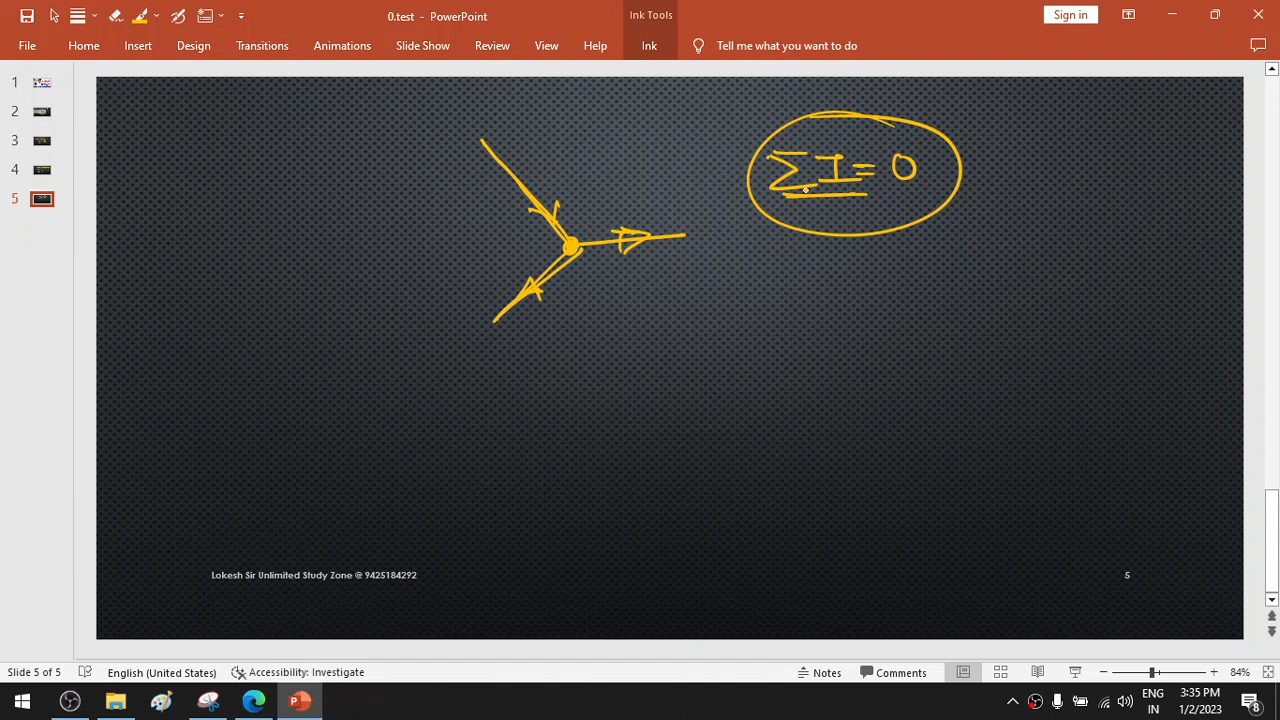 0.test - PowerPoint
Ink Tools
Sign in
File Home Insert Design Transitions Animations Slide Show Review View Help Ink Tell me what you want to do
1
2
3
4
5
∑ I = 0
Lokesh Sir Unlimited Study Zone @ 9425184292
5
Slide 5 of 5 English (United States) Accessibility: Investigate Notes Comments 84%
ENG
IN
3:35 PM
1/2/2023
8